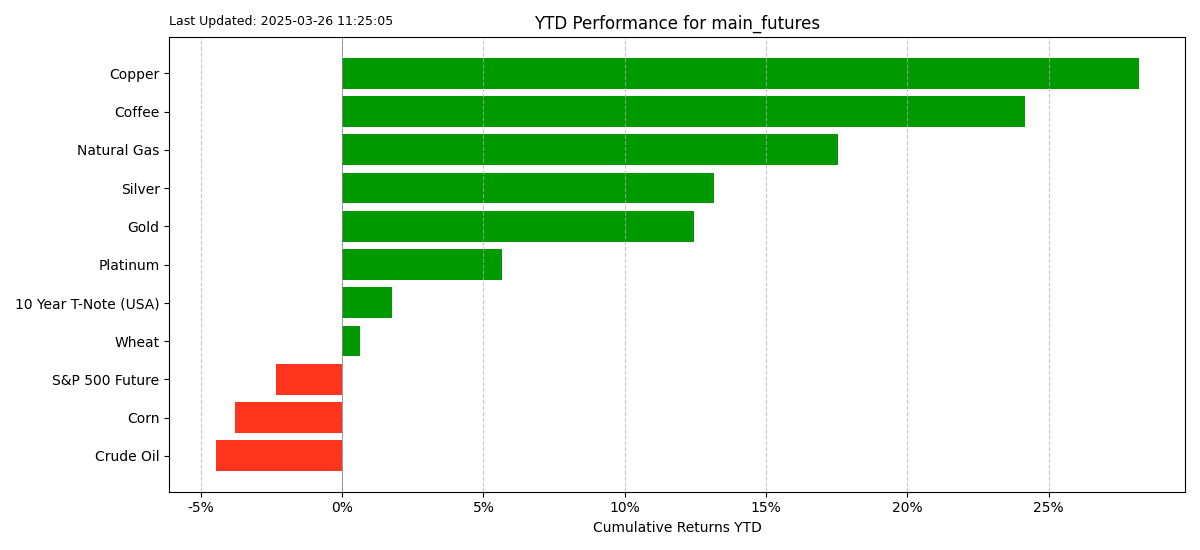 Last Updated: 2025-03-26 11:25:05
YTD Performance for main_futures
Copper
Coffee
Natural Gas
Silver
Gold
Platinum
10 Year T-Note (USA)
Wheat
S&P 500 Future
Corn
Crude Oil
-5% 0% 5% 10% 15% 20% 25%
Cumulative Returns YTD